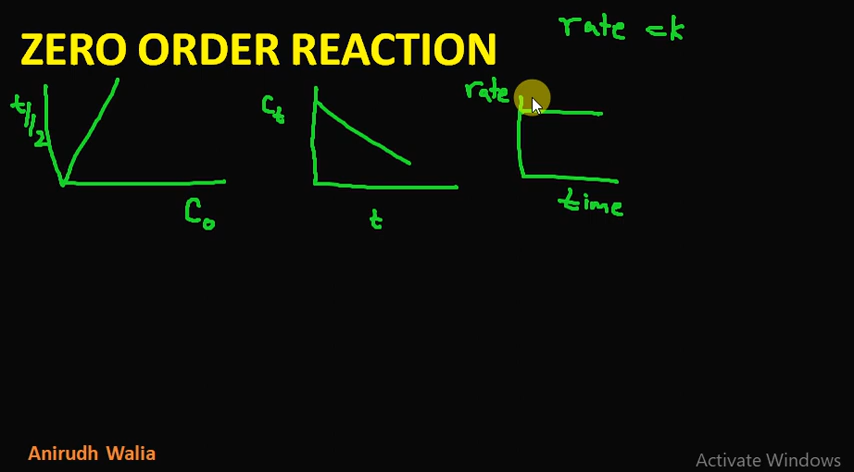 rate = k
ZERO ORDER REACTION
t1/2
C₀
Cₜ
t
rate
time
Anirudh Walia
Activate Windows